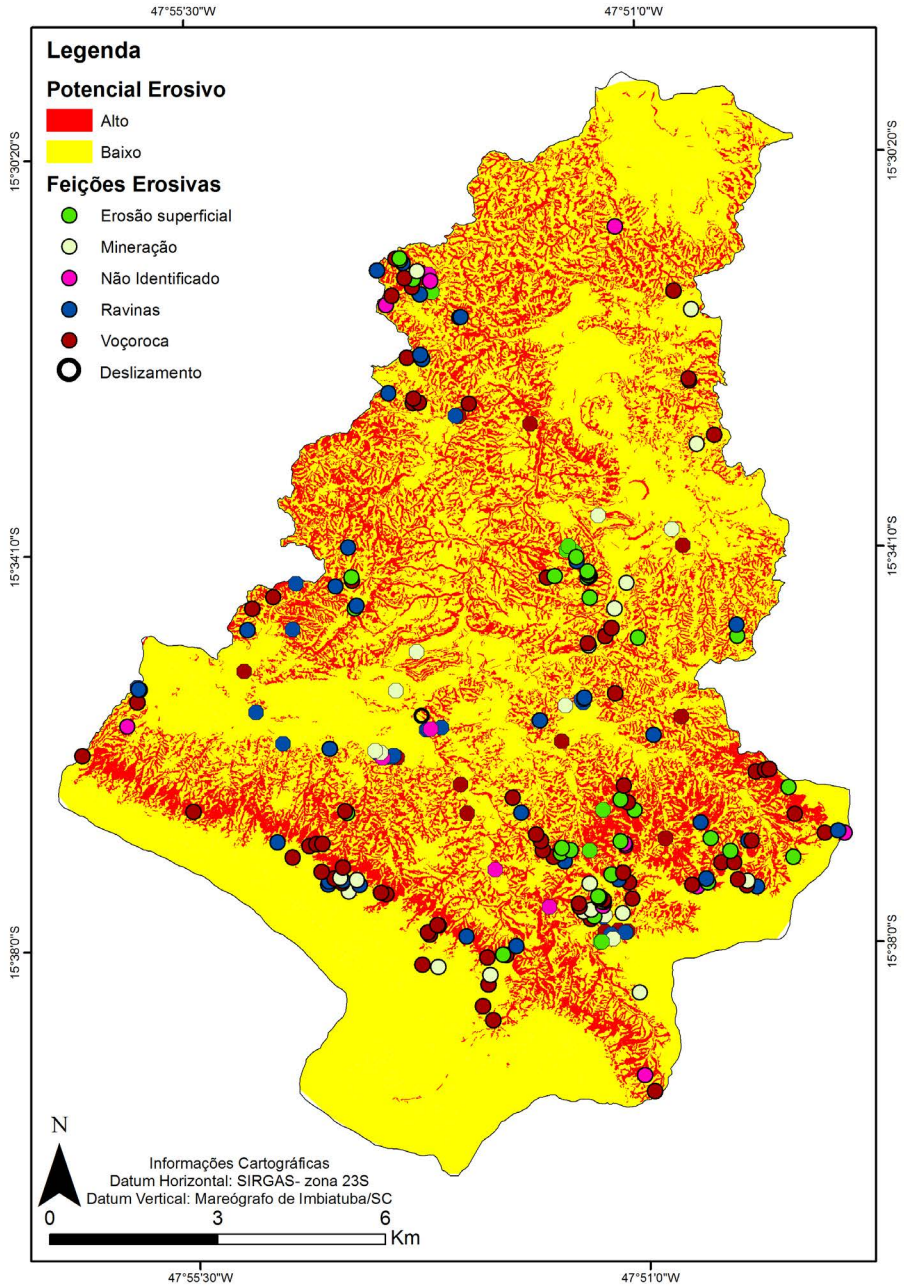 47°55'30"W
47°51'0"W
Legenda
Potencial Erosivo
Alto
Baixo
Feições Erosivas
Erosão superficial
Mineração
Não Identificado
Ravinas
Voçoroca
Deslizamento
15°30'20"S
15°30'20"S
15°34'10"S
15°34'10"S
15°38'0"S
15°38'0"S
N
Informações Cartográficas
Datum Horizontal: SIRGAS- zona 23S
Datum Vertical: Mareógrafo de Imbiatuba/SC
0
3
6
Km
47°55'30"W
47°51'0"W